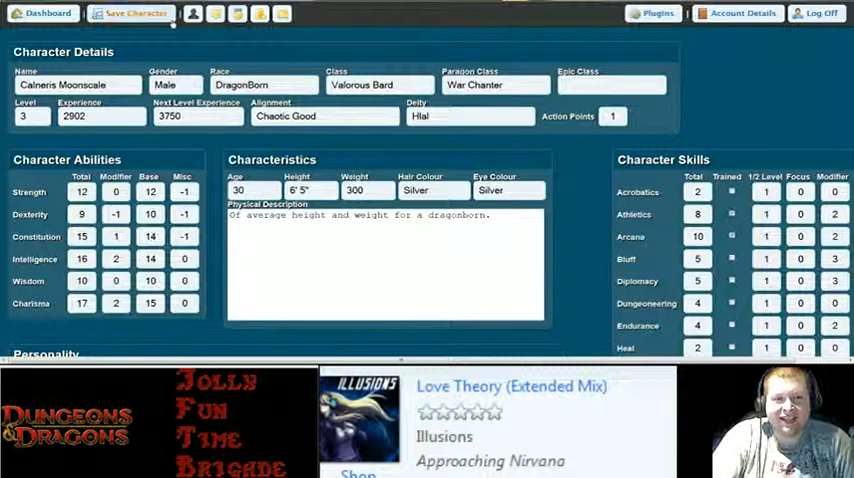 Dashboard Save Character Plugins Account Details Log Off
Character Details
Name Gender Race Class Paragon Class Epic Class
Calneris Moonscale Male DragonBorn Valorous Bard War Chanter
Level Experience Next Level Experience Alignment Deity
3 2902 3750 Chaotic Good Hlal Action Points 1
Character Abilities
Total Modifier Base Misc
Strength 12 0 12 -1
Dexterity 9 -1 10 -1
Constitution 15 1 14 -1
Intelligence 16 2 14 0
Wisdom 10 0 10 0
Charisma 17 2 15 0
Characteristics
Age Height Weight Hair Colour Eye Colour
30 6' 5" 300 Silver Silver
Physical Description
Of average height and weight for a dragonborn.
Character Skills
Total Trained 1/2 Level Focus Modifier
Acrobatics 2 1 0 0
Athletics 8 1 0 2
Arcana 10 1 0 2
Bluff 5 1 0 3
Diplomacy 5 1 0 3
Dungeoneering 4 1 0 0
Endurance 4 1 0 2
Heal 2 1 0 0
Personality
DUNGEONS
& DRAGONS
Jolly
Fun
Time
Brigade
ILLUSIONS
Shop
Love Theory (Extended Mix)
Illusions
Approaching Nirvana